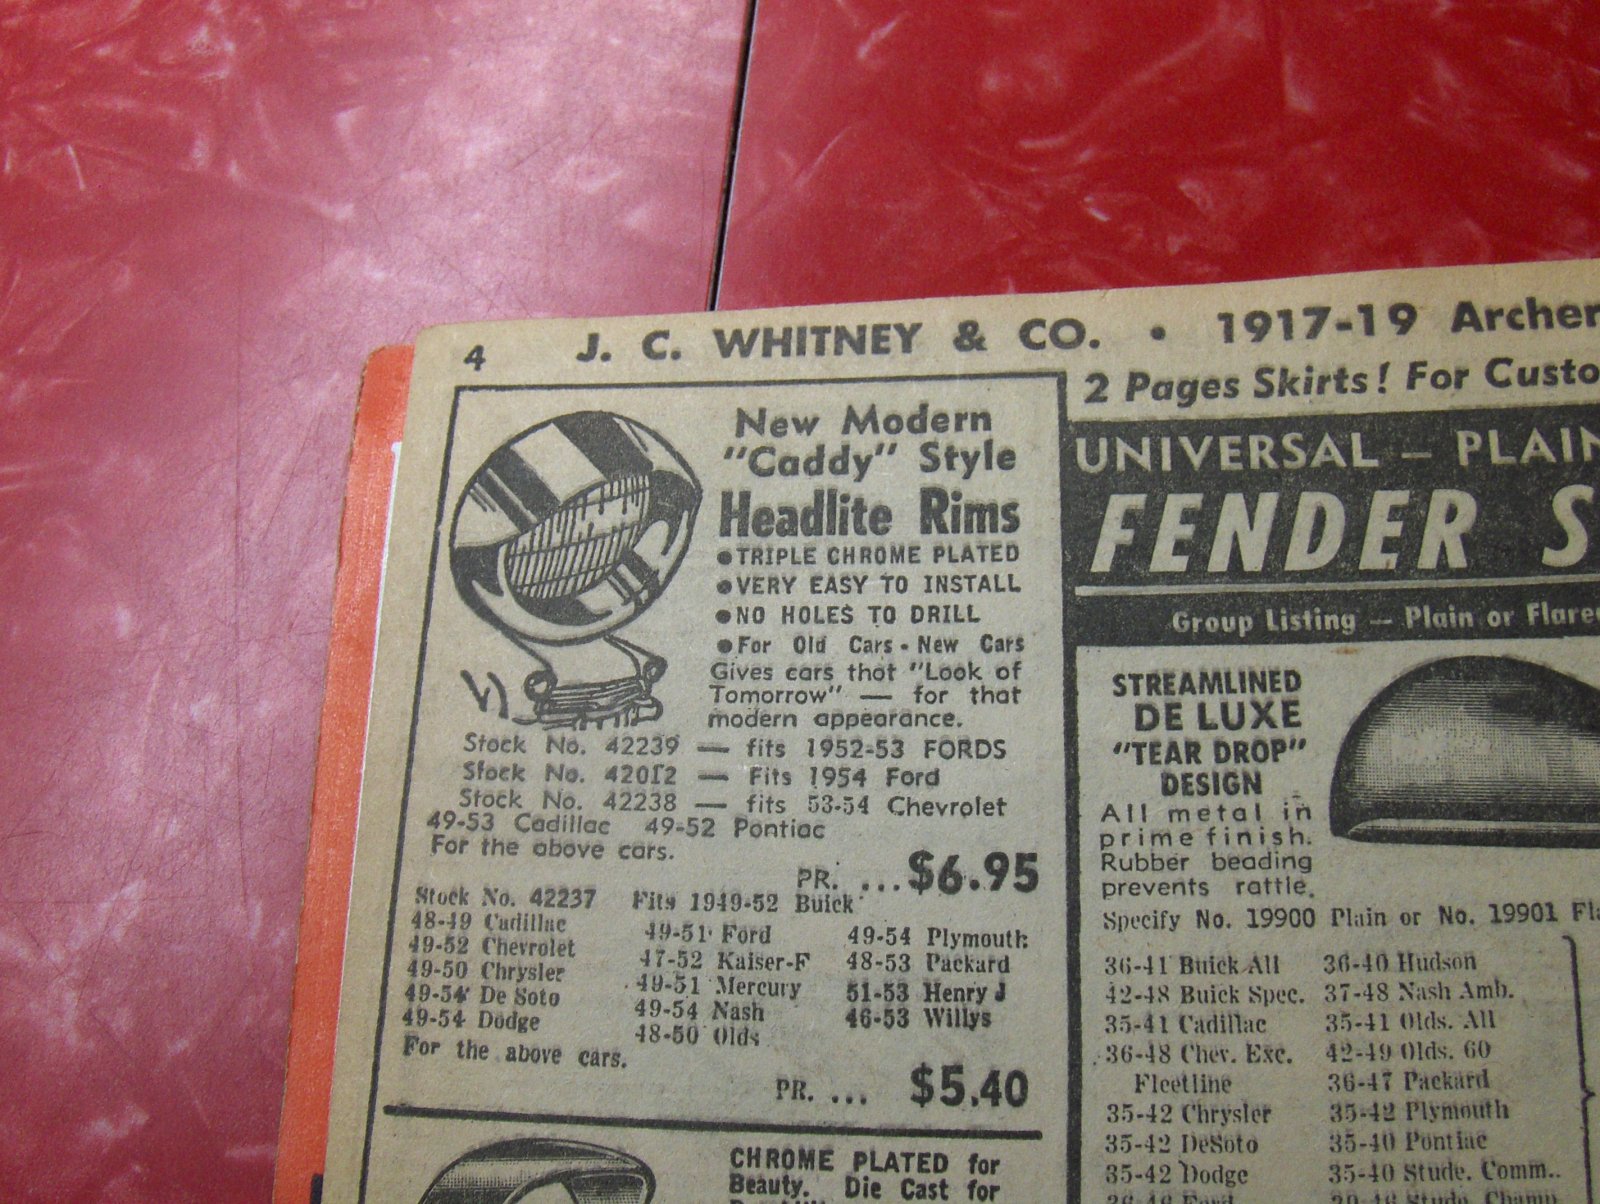 4 J. C. WHITNEY & CO. • 1917-19 Archer
New Modern
"Caddy" Style
Headlite Rims
●TRIPLE CHROME PLATED
●VERY EASY TO INSTALL
●NO HOLES TO DRILL
●For Old Cars - New Cars
Gives cars that "Look of
Tomorrow" — for that
modern appearance.
Stock No. 42239 — fits 1952-53 FORDS
Stock No. 42012 — Fits 1954 Ford
Stock No. 42238 — fits 53-54 Chevrolet
49-53 Cadillac 49-52 Pontiac
For the above cars.
PR. ...$6.95
Stock No. 42237 Fits 1949-52 Buick
48-49 Cadillac
49-52 Chevrolet
49-50 Chrysler
49-54 De Soto
49-54 Dodge
49-51 Ford
47-52 Kaiser-F
49-51 Mercury
49-54 Nash
48-50 Olds
49-54 Plymouth
48-53 Packard
51-53 Henry J
46-53 Willys
For the above cars.
PR. ... $5.40
CHROME PLATED for
Beauty. Die Cast for
2 Pages Skirts! For Custo
UNIVERSAL — PLAIN
FENDER S
Group Listing — Plain or Flare
STREAMLINED
DE LUXE
"TEAR DROP"
DESIGN
All metal in
prime finish.
Rubber beading
prevents rattle.
Specify No. 19900 Plain or No. 19901 Fl
36-41 Buick All
42-48 Buick Spec.
35-41 Cadillac
36-48 Chev. Exc.
Fleetline
35-42 Chrysler
35-42 DeSoto
35-42 Dodge
36-40 Hudson
37-48 Nash Amb.
35-41 Olds. All
42-49 Olds. 60
36-47 Packard
35-42 Plymouth
35-40 Pontiac
35-40 Stude. Comm..